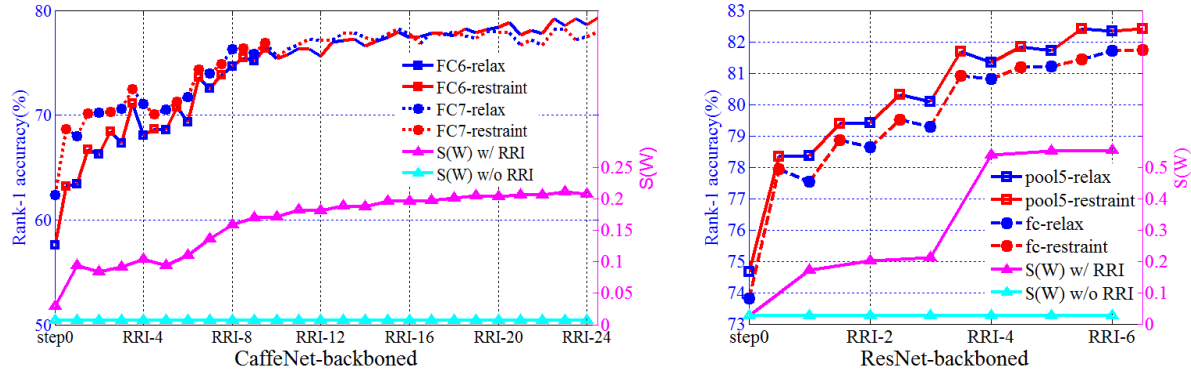 80
70
60
50
Rank-1 accuracy(%)
FC6-relax
FC6-restraint
FC7-relax
FC7-restraint
S(W) w/ RRI
S(W) w/o RRI
0.25
0.2
0.15
0.1
0.05
0
S(W)
step0 RRI-4 RRI-8 RRI-12 RRI-16 RRI-20 RRI-24
CaffeNet-backboned
83
82
81
80
79
78
77
76
75
74
73
Rank-1 accuracy(%)
pool5-relax
pool5-restraint
fc-relax
fc-restraint
S(W) w/ RRI
S(W) w/o RRI
0.5
0.4
0.3
0.2
0.1
0
S(W)
step0 RRI-2 RRI-4 RRI-6
ResNet-backboned